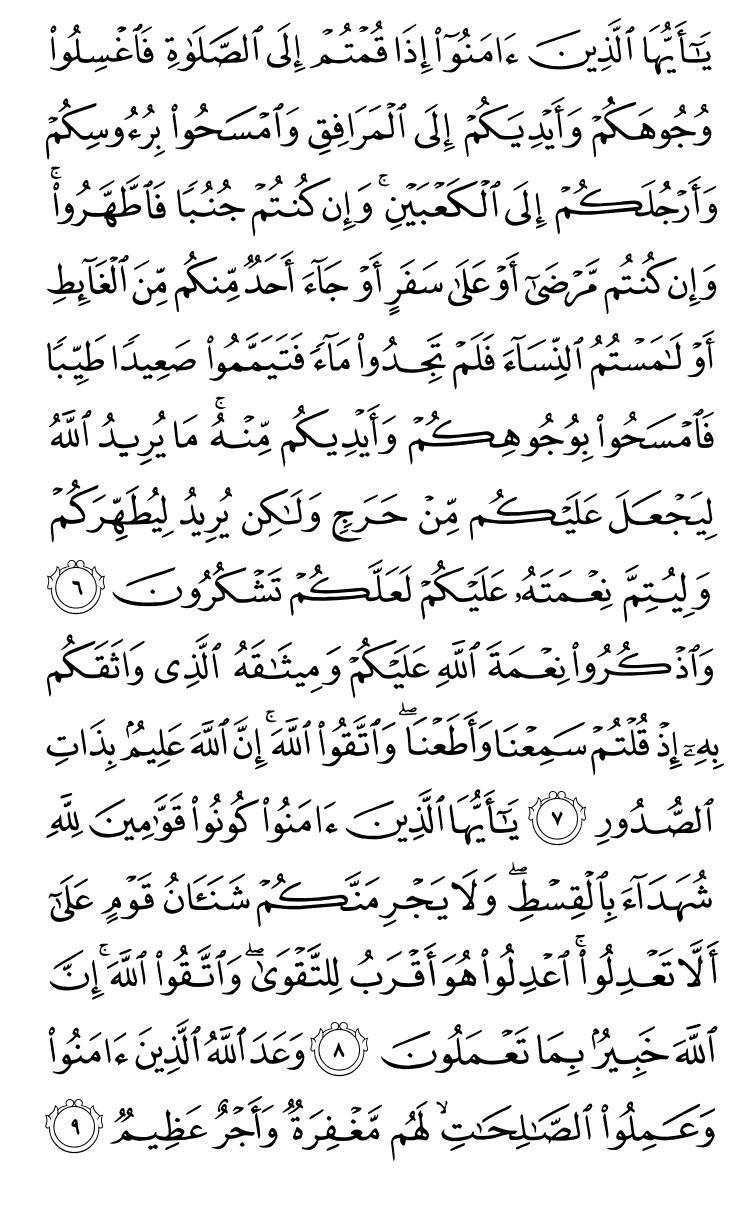 يَـٰٓأَيُّهَا ٱلَّذِينَ ءَامَنُوٓا۟ إِذَا قُمْتُمْ إِلَى ٱلصَّلَوٰةِ فَٱغْسِلُوا۟
وُجُوهَكُمْ وَأَيْدِيَكُمْ إِلَى ٱلْمَرَافِقِ وَٱمْسَحُوا۟ بِرُءُوسِكُمْ
وَأَرْجُلَكُمْ إِلَى ٱلْكَعْبَيْنِ ۚ وَإِن كُنتُمْ جُنُبًا فَٱطَّهَّرُوا۟ ۚ
وَإِن كُنتُم مَّرْضَىٰٓ أَوْ عَلَىٰ سَفَرٍ أَوْ جَآءَ أَحَدٌ مِّنكُم مِّنَ ٱلْغَآئِطِ
أَوْ لَـٰمَسْتُمُ ٱلنِّسَآءَ فَلَمْ تَجِدُوا۟ مَآءً فَتَيَمَّمُوا۟ صَعِيدًا طَيِّبًا
فَٱمْسَحُوا۟ بِوُجُوهِكُمْ وَأَيْدِيكُم مِّنْهُ ۚ مَا يُرِيدُ ٱللَّهُ
لِيَجْعَلَ عَلَيْكُم مِّنْ حَرَجٍ وَلَـٰكِن يُرِيدُ لِيُطَهِّرَكُمْ
وَلِيُتِمَّ نِعْمَتَهُۥ عَلَيْكُمْ لَعَلَّكُمْ تَشْكُرُونَ ٦
وَٱذْكُرُوا۟ نِعْمَةَ ٱللَّهِ عَلَيْكُمْ وَمِيثَـٰقَهُ ٱلَّذِى وَاثَقَكُم
بِهِۦٓ إِذْ قُلْتُمْ سَمِعْنَا وَأَطَعْنَا ۖ وَٱتَّقُوا۟ ٱللَّهَ ۚ إِنَّ ٱللَّهَ عَلِيمٌۢ بِذَاتِ
ٱلصُّدُورِ ٧ يَـٰٓأَيُّهَا ٱلَّذِينَ ءَامَنُوا۟ كُونُوا۟ قَوَّٰمِينَ لِلَّهِ
شُهَدَآءَ بِٱلْقِسْطِ ۖ وَلَا يَجْرِمَنَّكُمْ شَنَـَٔانُ قَوْمٍ عَلَىٰٓ
أَلَّا تَعْدِلُوا۟ ۚ ٱعْدِلُوا۟ هُوَ أَقْرَبُ لِلتَّقْوَىٰ ۖ وَٱتَّقُوا۟ ٱللَّهَ ۚ إِنَّ
ٱللَّهَ خَبِيرٌۢ بِمَا تَعْمَلُونَ ٨ وَعَدَ ٱللَّهُ ٱلَّذِينَ ءَامَنُوا۟
وَعَمِلُوا۟ ٱلصَّـٰلِحَـٰتِ ۙ لَهُم مَّغْفِرَةٌ وَأَجْرٌ عَظِيمٌ ٩